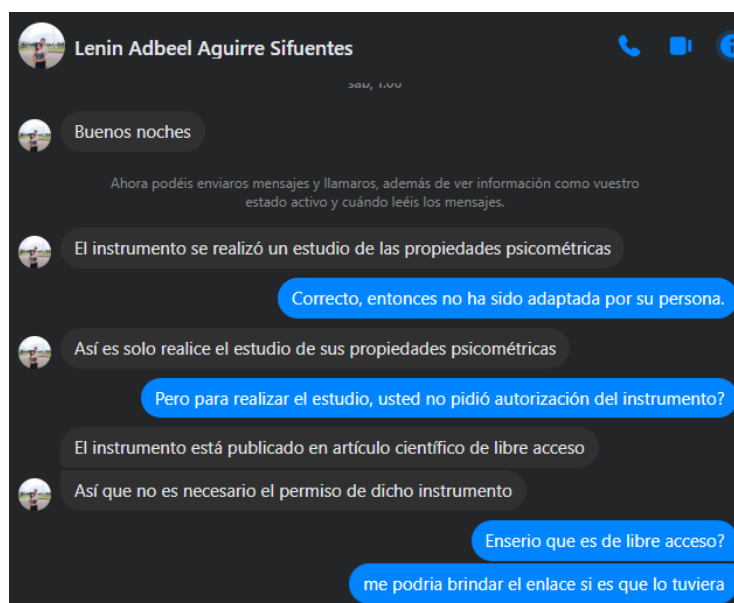 Lenin Adbeel Aguirre Sifuentes
sáb, 1:00
Buenos noches
Ahora podéis enviaros mensajes y llamaros, además de ver información como vuestro
estado activo y cuándo leéis los mensajes.
El instrumento se realizó un estudio de las propiedades psicométricas
Correcto, entonces no ha sido adaptada por su persona.
Así es solo realice el estudio de sus propiedades psicométricas
Pero para realizar el estudio, usted no pidió autorización del instrumento?
El instrumento está publicado en artículo científico de libre acceso
Así que no es necesario el permiso de dicho instrumento
Enserio que es de libre acceso?
me podria brindar el enlace si es que lo tuviera